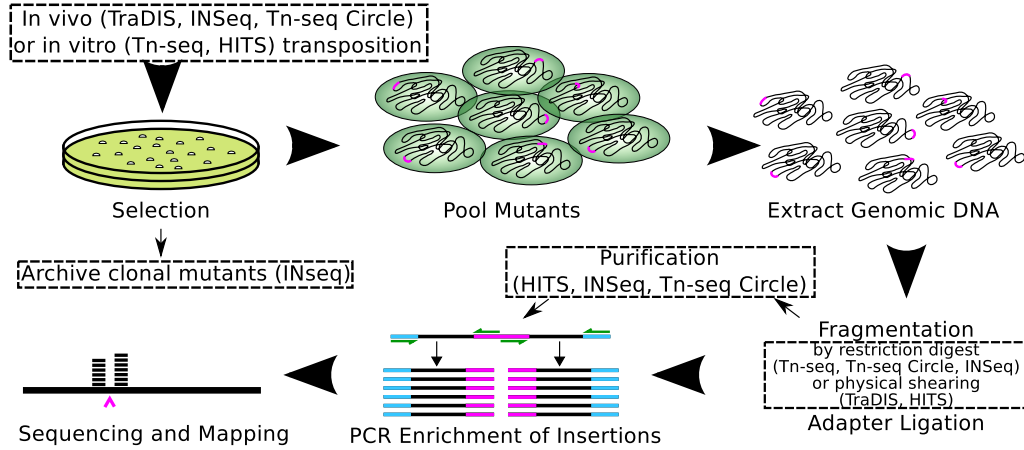 In vivo (TraDIS, INSeq, Tn-seq Circle)
or in vitro (Tn-seq, HITS) transposition
Selection
Pool Mutants
Extract Genomic DNA
Archive clonal mutants (INseq)
Purification
(HITS, INSeq, Tn-seq Circle)
Fragmentation
by restriction digest
(Tn-seq, Tn-seq Circle, INSeq)
or physical shearing
(TraDIS, HITS)
Adapter Ligation
PCR Enrichment of Insertions
Sequencing and Mapping